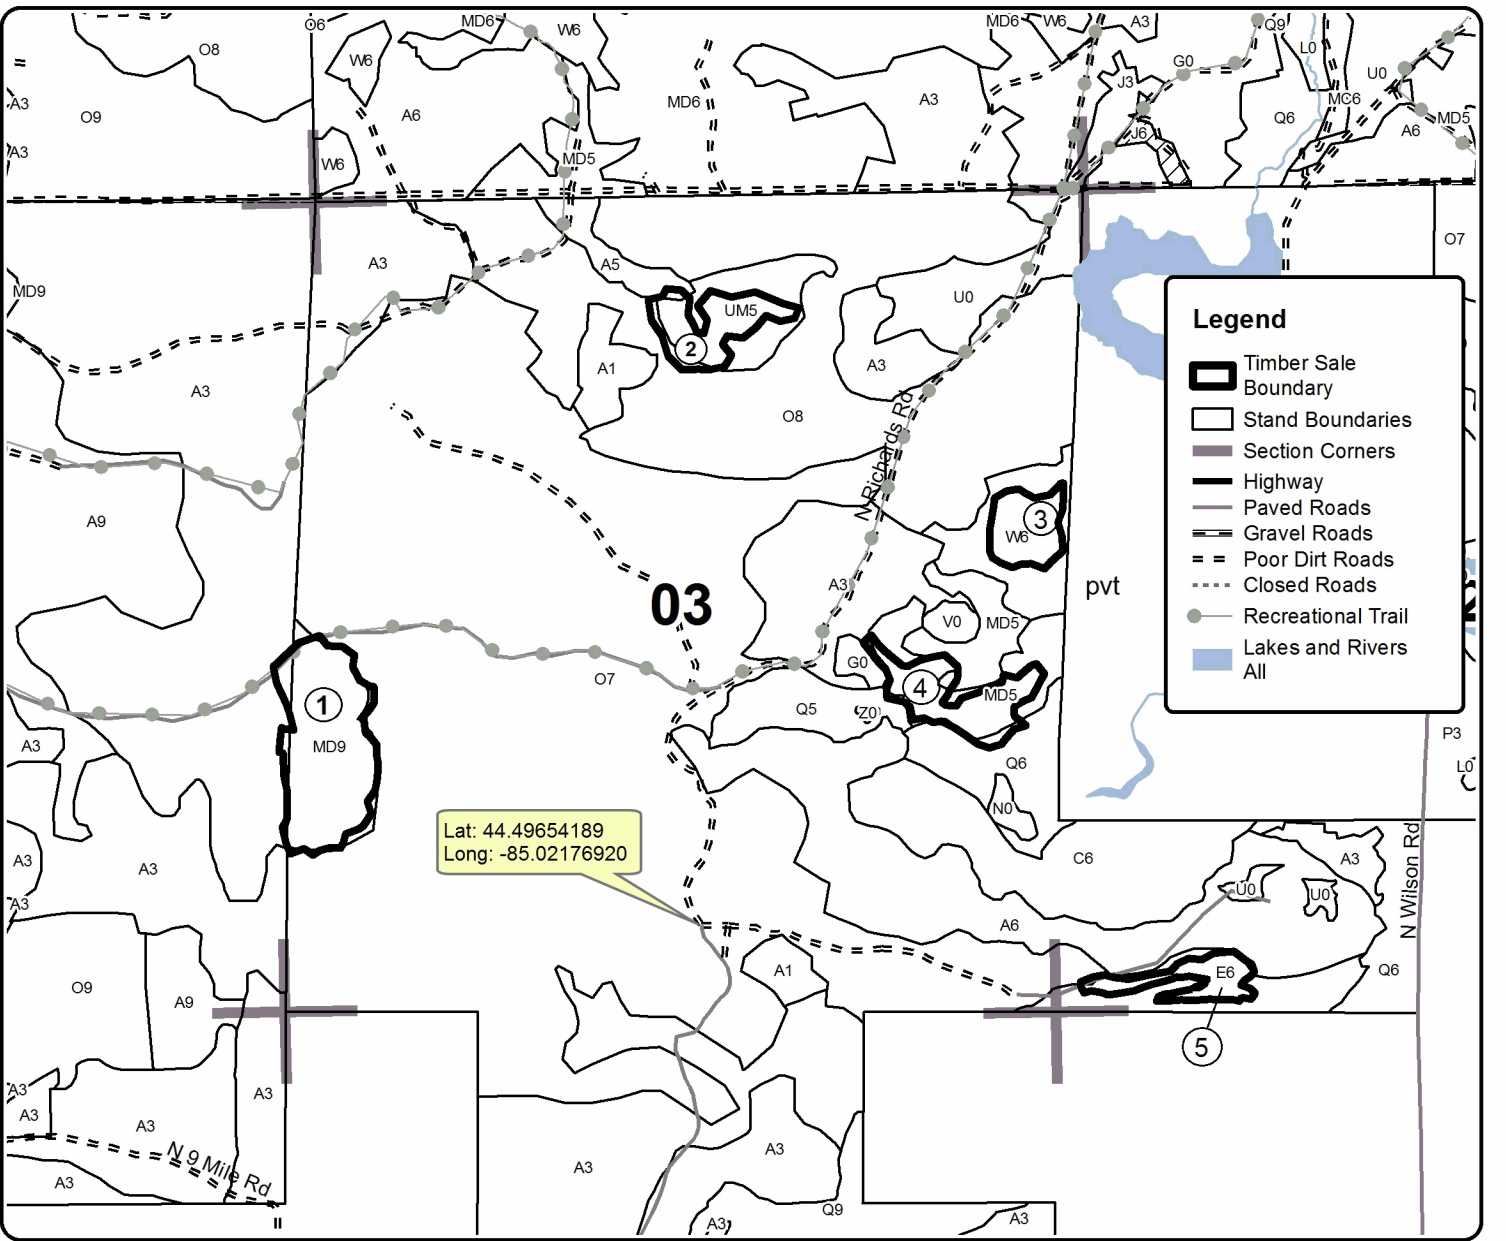 O6
MD6
W6
MD6
W6
A3
Q9
O8
W6
L0
U0
G0
J3
A3
O9
A6
MD6
A3
MC6
Q6
A6
MD5
J6
A3
W6
MD5
O7
A3
A5
MD9
U0
UM5
2
A3
A1
A3
O8
N Richards Rd
A9
3
W6
pvt
A3
03
V0
MD5
G0
O7
4
MD5
1
Q5
Z0
MD9
A3
Q6
P3
L0
N0
Lat: 44.49654189
Long: -85.02176920
A3
A3
C6
A3
N Wilson Rd
U0
U0
A3
A6
A1
E6
Q6
O9
A9
5
A3
A3
A3
A3
N 9 Mile Rd
A3
A3
A3
Q9
A3
A3
Legend
Timber Sale
Boundary
Stand Boundaries
Section Corners
Highway
Paved Roads
Gravel Roads
Poor Dirt Roads
Closed Roads
Recreational Trail
Lakes and Rivers
All